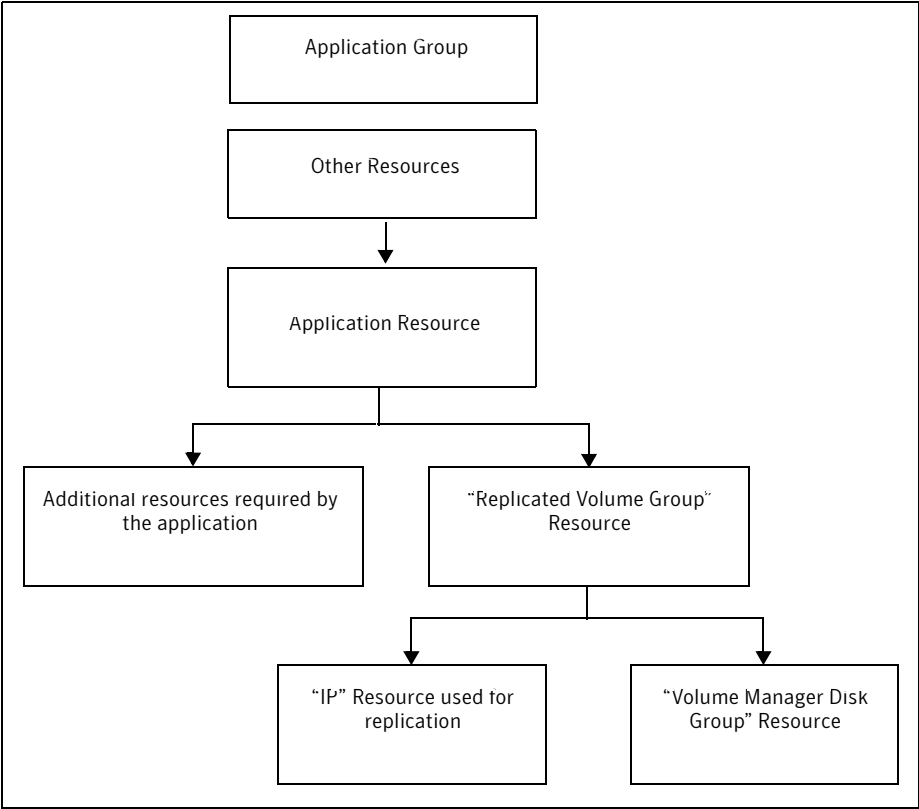 Application Group
Other Resources
Application Resource
Additional resources required by
the application
“Replicated Volume Group”
Resource
“IP” Resource used for
replication
“Volume Manager Disk
Group” Resource